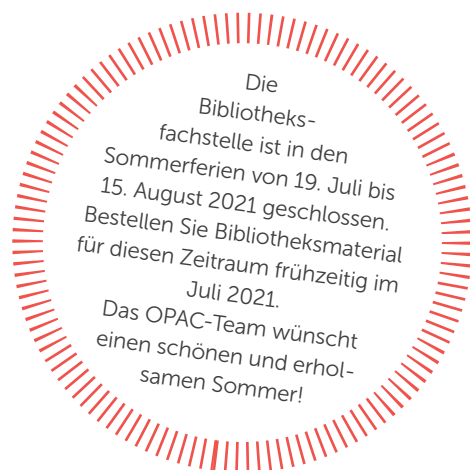 Die
Bibliotheks-
fachstelle ist in den
Sommerferien von 19. Juli bis
15. August 2021 geschlossen.
Bestellen Sie Bibliotheksmaterial
für diesen Zeitraum frühzeitig im
Juli 2021.
Das OPAC-Team wünscht
einen schönen und erhol-
samen Sommer!